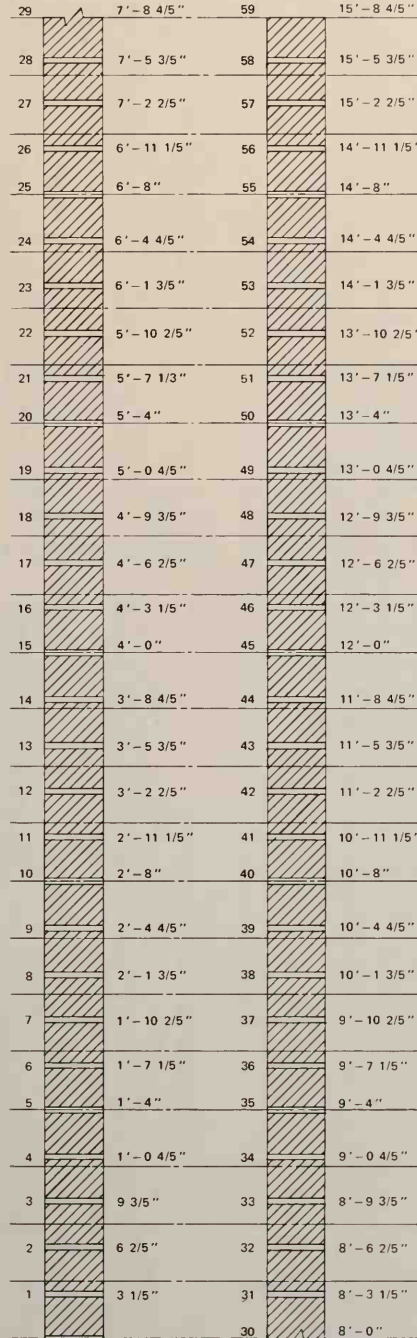 29 7'-8 4/5" 59 15'-8 4/5"
28 7'-5 3/5" 58 15'-5 3/5"
27 7'-2 2/5" 57 15'-2 2/5"
26 6'-11 1/5" 56 14'-11 1/5"
25 6'-8" 55 14'-8"
24 6'-4 4/5" 54 14'-4 4/5"
23 6'-1 3/5" 53 14'-1 3/5"
22 5'-10 2/5" 52 13'-10 2/5"
21 5'-7 1/3" 51 13'-7 1/5"
20 5'-4" 50 13'-4"
19 5'-0 4/5" 49 13'-0 4/5"
18 4'-9 3/5" 48 12'-9 3/5"
17 4'-6 2/5" 47 12'-6 2/5"
16 4'-3 1/5" 46 12'-3 1/5"
15 4'-0" 45 12'-0"
14 3'-8 4/5" 44 11'-8 4/5"
13 3'-5 3/5" 43 11'-5 3/5"
12 3'-2 2/5" 42 11'-2 2/5"
11 2'-11 1/5" 41 10'-11 1/5"
10 2'-8" 40 10'-8"
9 2'-4 4/5" 39 10'-4 4/5"
8 2'-1 3/5" 38 10'-1 3/5"
7 1'-10 2/5" 37 9'-10 2/5"
6 1'-7 1/5" 36 9'-7 1/5"
5 1'-4" 35 9'-4"
4 1'-0 4/5" 34 9'-0 4/5"
3 9 3/5" 33 8'-9 3/5"
2 6 2/5" 32 8'-6 2/5"
1 3 1/5" 31 8'-3 1/5"
30 8'-0"